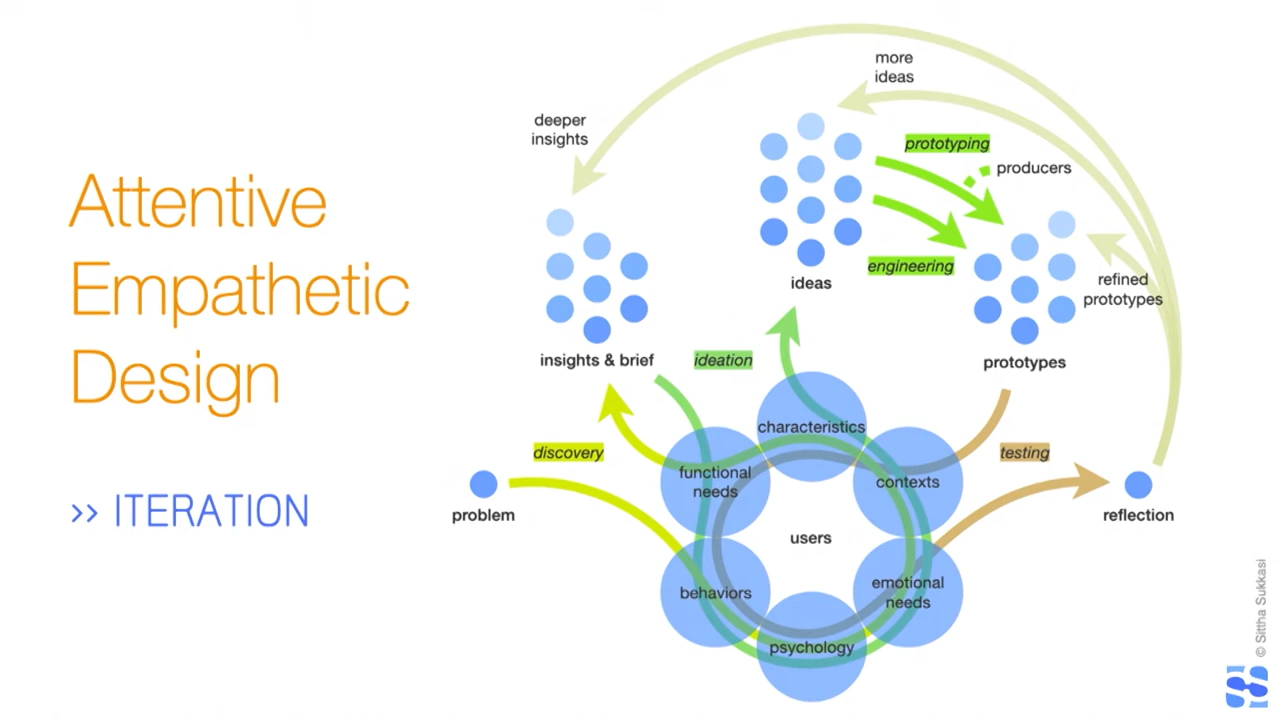 Attentive
Empathetic
Design
>> ITERATION
more
ideas
deeper
insights
prototyping
producers
engineering
ideas
refined
prototypes
insights & brief
ideation
prototypes
characteristics
discovery
testing
functional
needs
contexts
problem
reflection
users
behaviors
emotional
needs
psychology
© Sittha Sukkasi